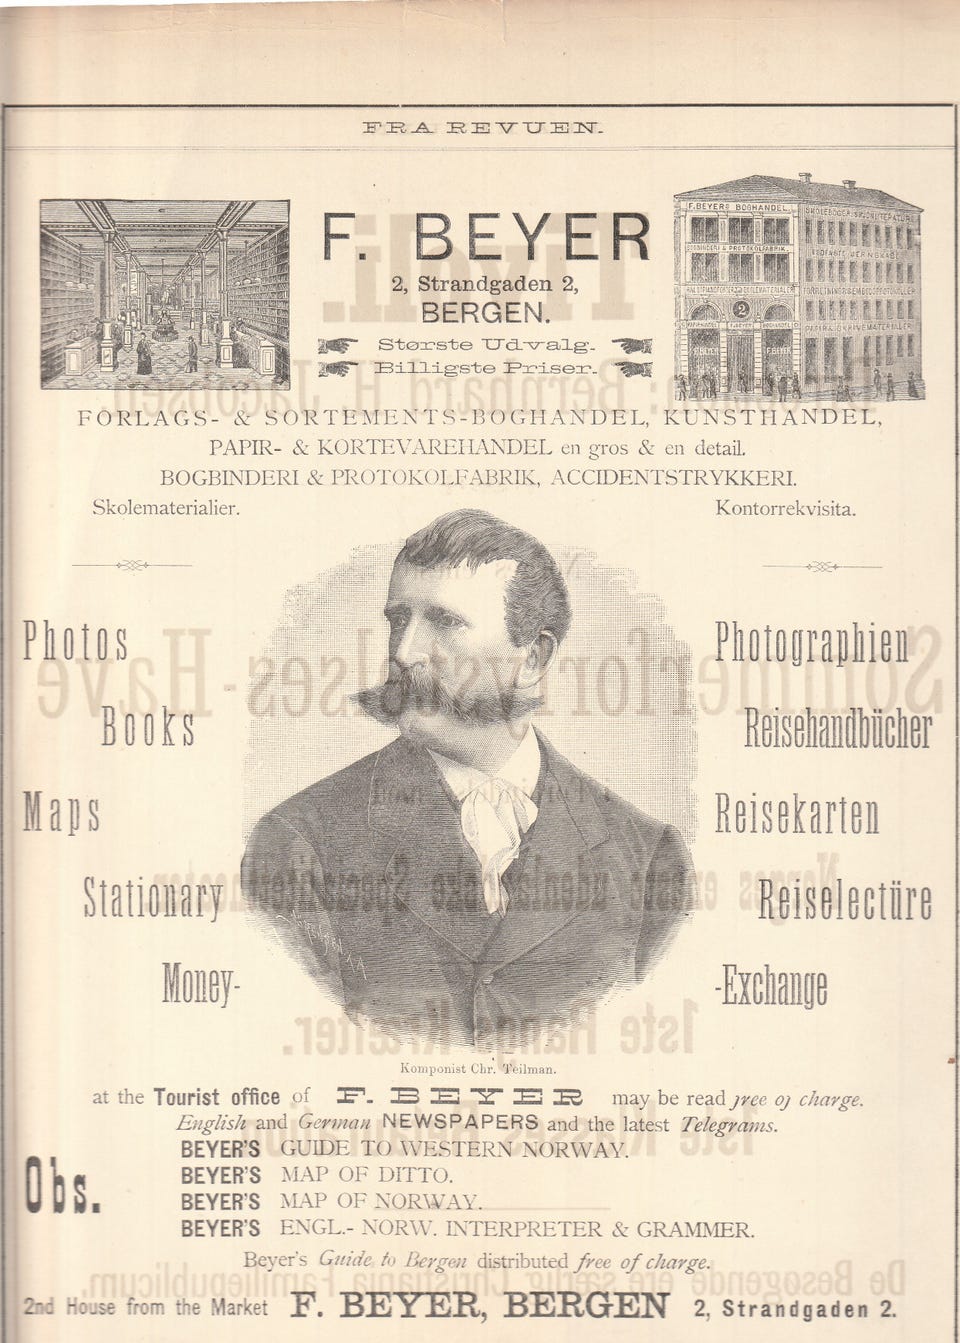 FRA REVUEN.
F. BEYER
2, Strandgaden 2,
BERGEN.
Største Udvalg.
Billigste Priser.
F. BEYERS BOGHANDEL.
2
FORLAGS- & SORTEMENTS-BOGHANDEL, KUNSTHANDEL,
PAPIR- & KORTEVAREHANDEL en gros & en detail.
BOGBINDERI & PROTOKOLFABRIK, ACCIDENTSTRYKKERI.
Skolematerialier.
Kontorrekvisita.
Photos
Books
Maps
Stationary
Money-
Photographien
Reisehandbücher
Reisekarten
Reiselectüre
-Exchange
Komponist Chr. Teilman.
at the Tourist office of F. BEYER may be read free of charge.
English and German NEWSPAPERS and the latest Telegrams.
Obs.
BEYER'S GUIDE TO WESTERN NORWAY.
BEYER'S MAP OF DITTO.
BEYER'S MAP OF NORWAY.
BEYER'S ENGL.- NORW. INTERPRETER & GRAMMER.
Beyer's Guide to Bergen distributed free of charge.
2nd House from the Market F. BEYER, BERGEN 2, Strandgaden 2.